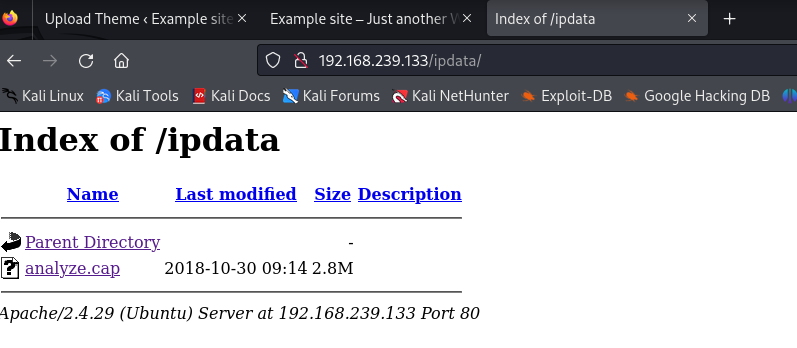 Upload Theme ‹ Example site
Example site – Just another W
Index of /ipdata
192.168.239.133/ipdata/
Kali Linux
Kali Tools
Kali Docs
Kali Forums
Kali NetHunter
Exploit-DB
Google Hacking DB
Index of /ipdata
Name Last modified Size Description
Parent Directory -
analyze.cap 2018-10-30 09:14 2.8M
Apache/2.4.29 (Ubuntu) Server at 192.168.239.133 Port 80